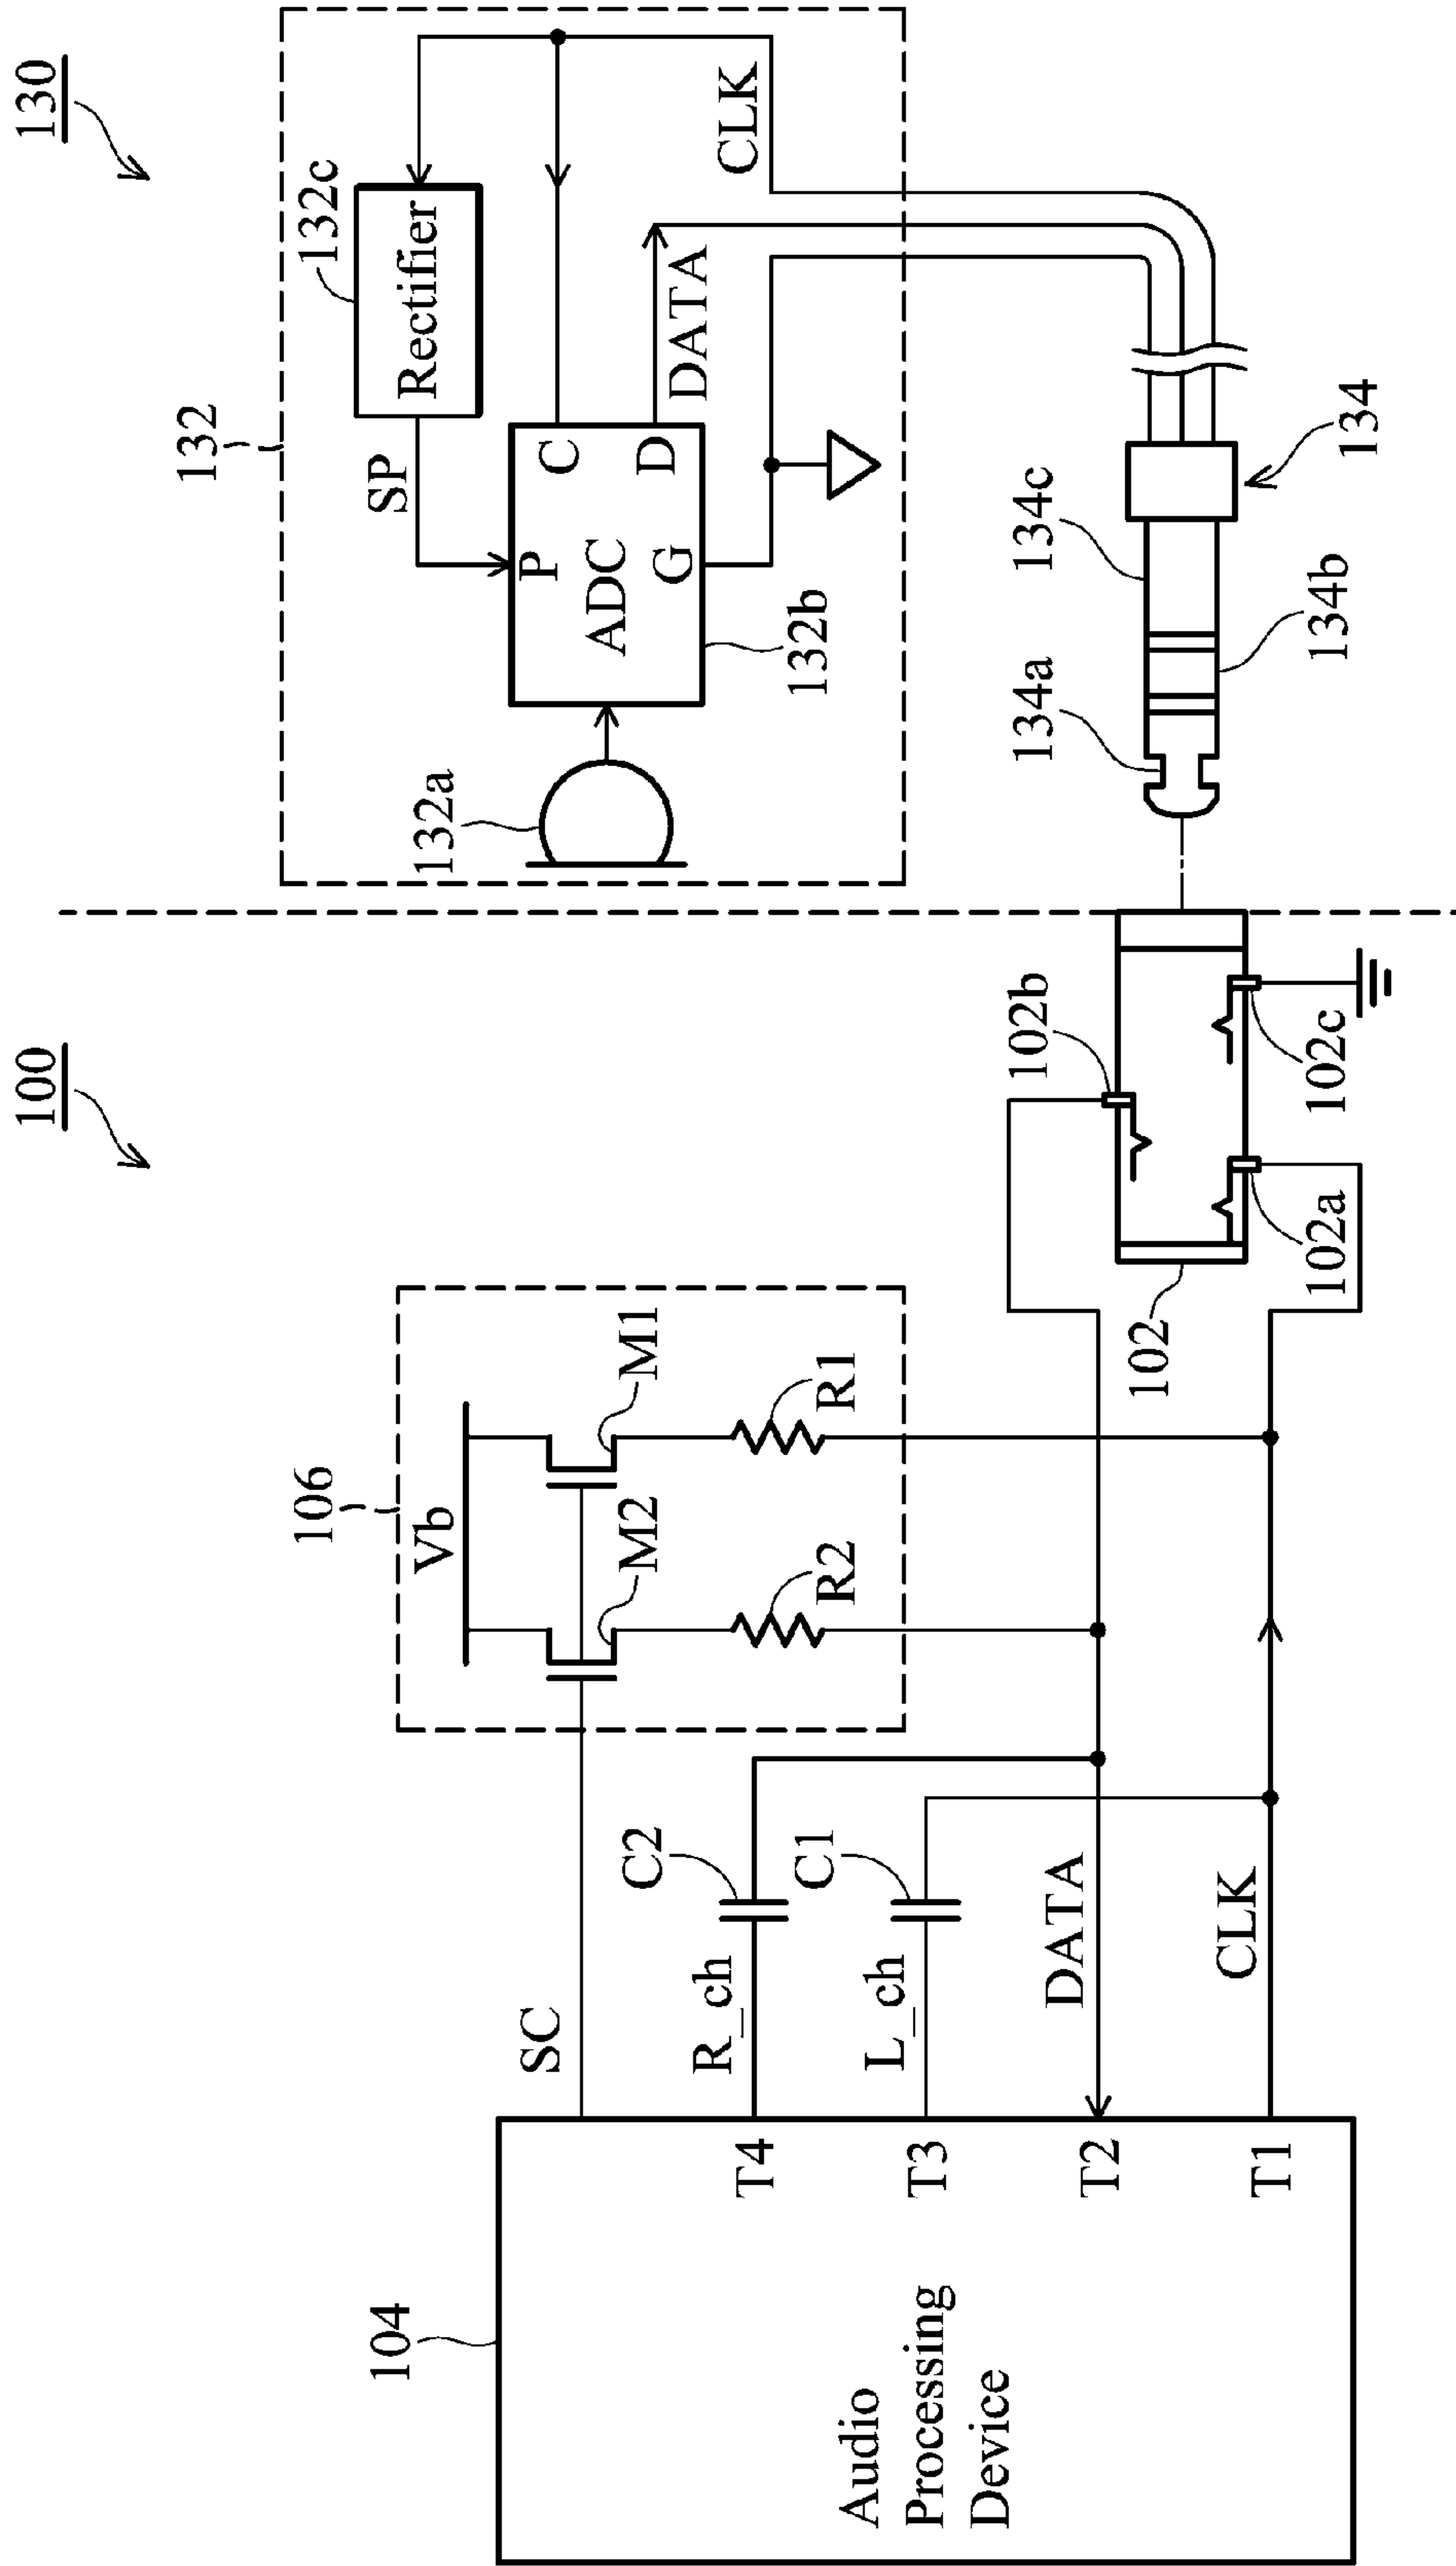 100
130
132
106
104
Vb
M2
M1
R2
R1
SC
C2
R_ch
C1
L_ch
DATA
CLK
T4
T3
T2
T1
Audio
Processing
Device
102b
102
102a
102c
132c
Rectifier
SP
132a
P
C
ADC
D
G
132b
DATA
CLK
134a
134c
134b
134